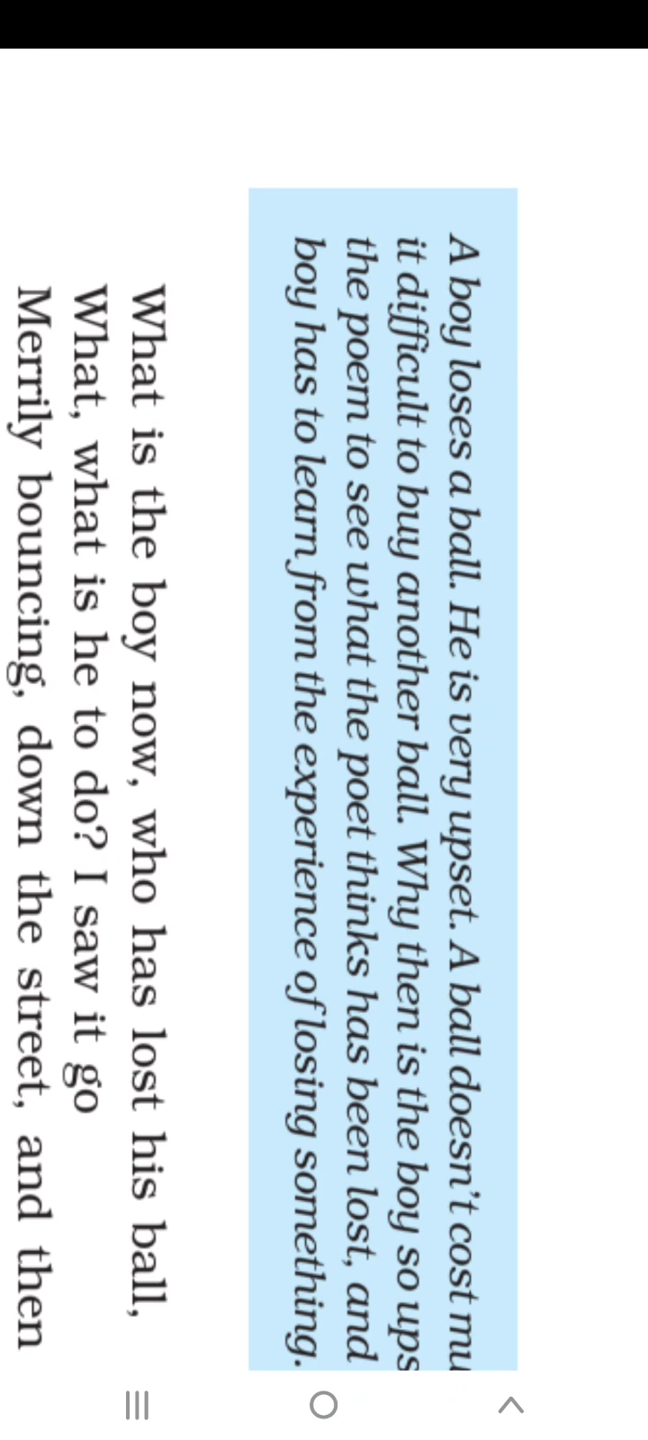 A boy loses a ball. He is very upset. A ball doesn't cost
it difficult to buy another ball. Why then is the boy so
the poem to see what the poet thinks has been lost, and
boy has to learn from the experience of losing something.
What is the boy now, who has lost his ball,
What, what is he to do? I saw it go
Merrily bouncing, down the street, and then